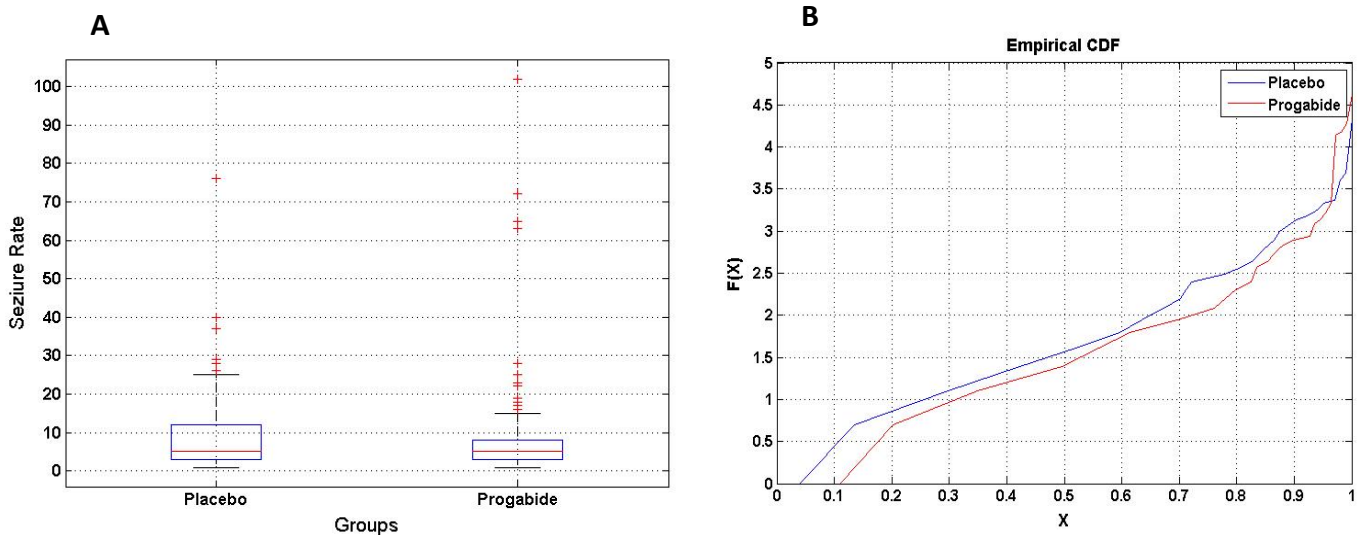 A
Seziure Rate
100
90
80
70
60
50
40
30
20
10
0
Placebo Progabide
Groups
B
Empirical CDF
Placebo
Progabide
F(X)
5
4.5
4
3.5
3
2.5
2
1.5
1
0.5
0
0 0.1 0.2 0.3 0.4 0.5 0.6 0.7 0.8 0.9 1
X